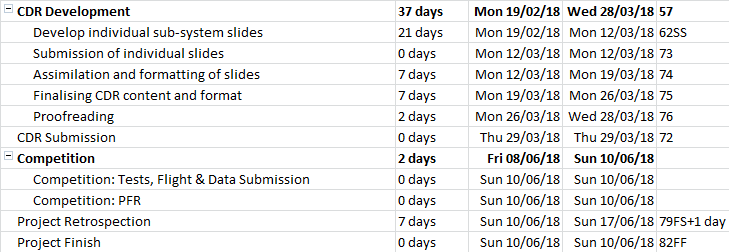 CDR Development 37 days Mon 19/02/18 Wed 28/03/18 57
Develop individual sub-system slides 21 days Mon 19/02/18 Mon 12/03/18 62SS
Submission of individual slides 0 days Mon 12/03/18 Mon 12/03/18 73
Assimilation and formatting of slides 7 days Mon 12/03/18 Mon 19/03/18 74
Finalising CDR content and format 7 days Mon 19/03/18 Mon 26/03/18 75
Proofreading 2 days Mon 26/03/18 Wed 28/03/18 76
CDR Submission 0 days Thu 29/03/18 Thu 29/03/18 72
Competition 2 days Fri 08/06/18 Sun 10/06/18
Competition: Tests, Flight & Data Submission 0 days Sun 10/06/18 Sun 10/06/18
Competition: PFR 0 days Sun 10/06/18 Sun 10/06/18
Project Retrospection 7 days Sun 10/06/18 Sun 17/06/18 79FS+1 day
Project Finish 0 days Sun 10/06/18 Sun 10/06/18 82FF